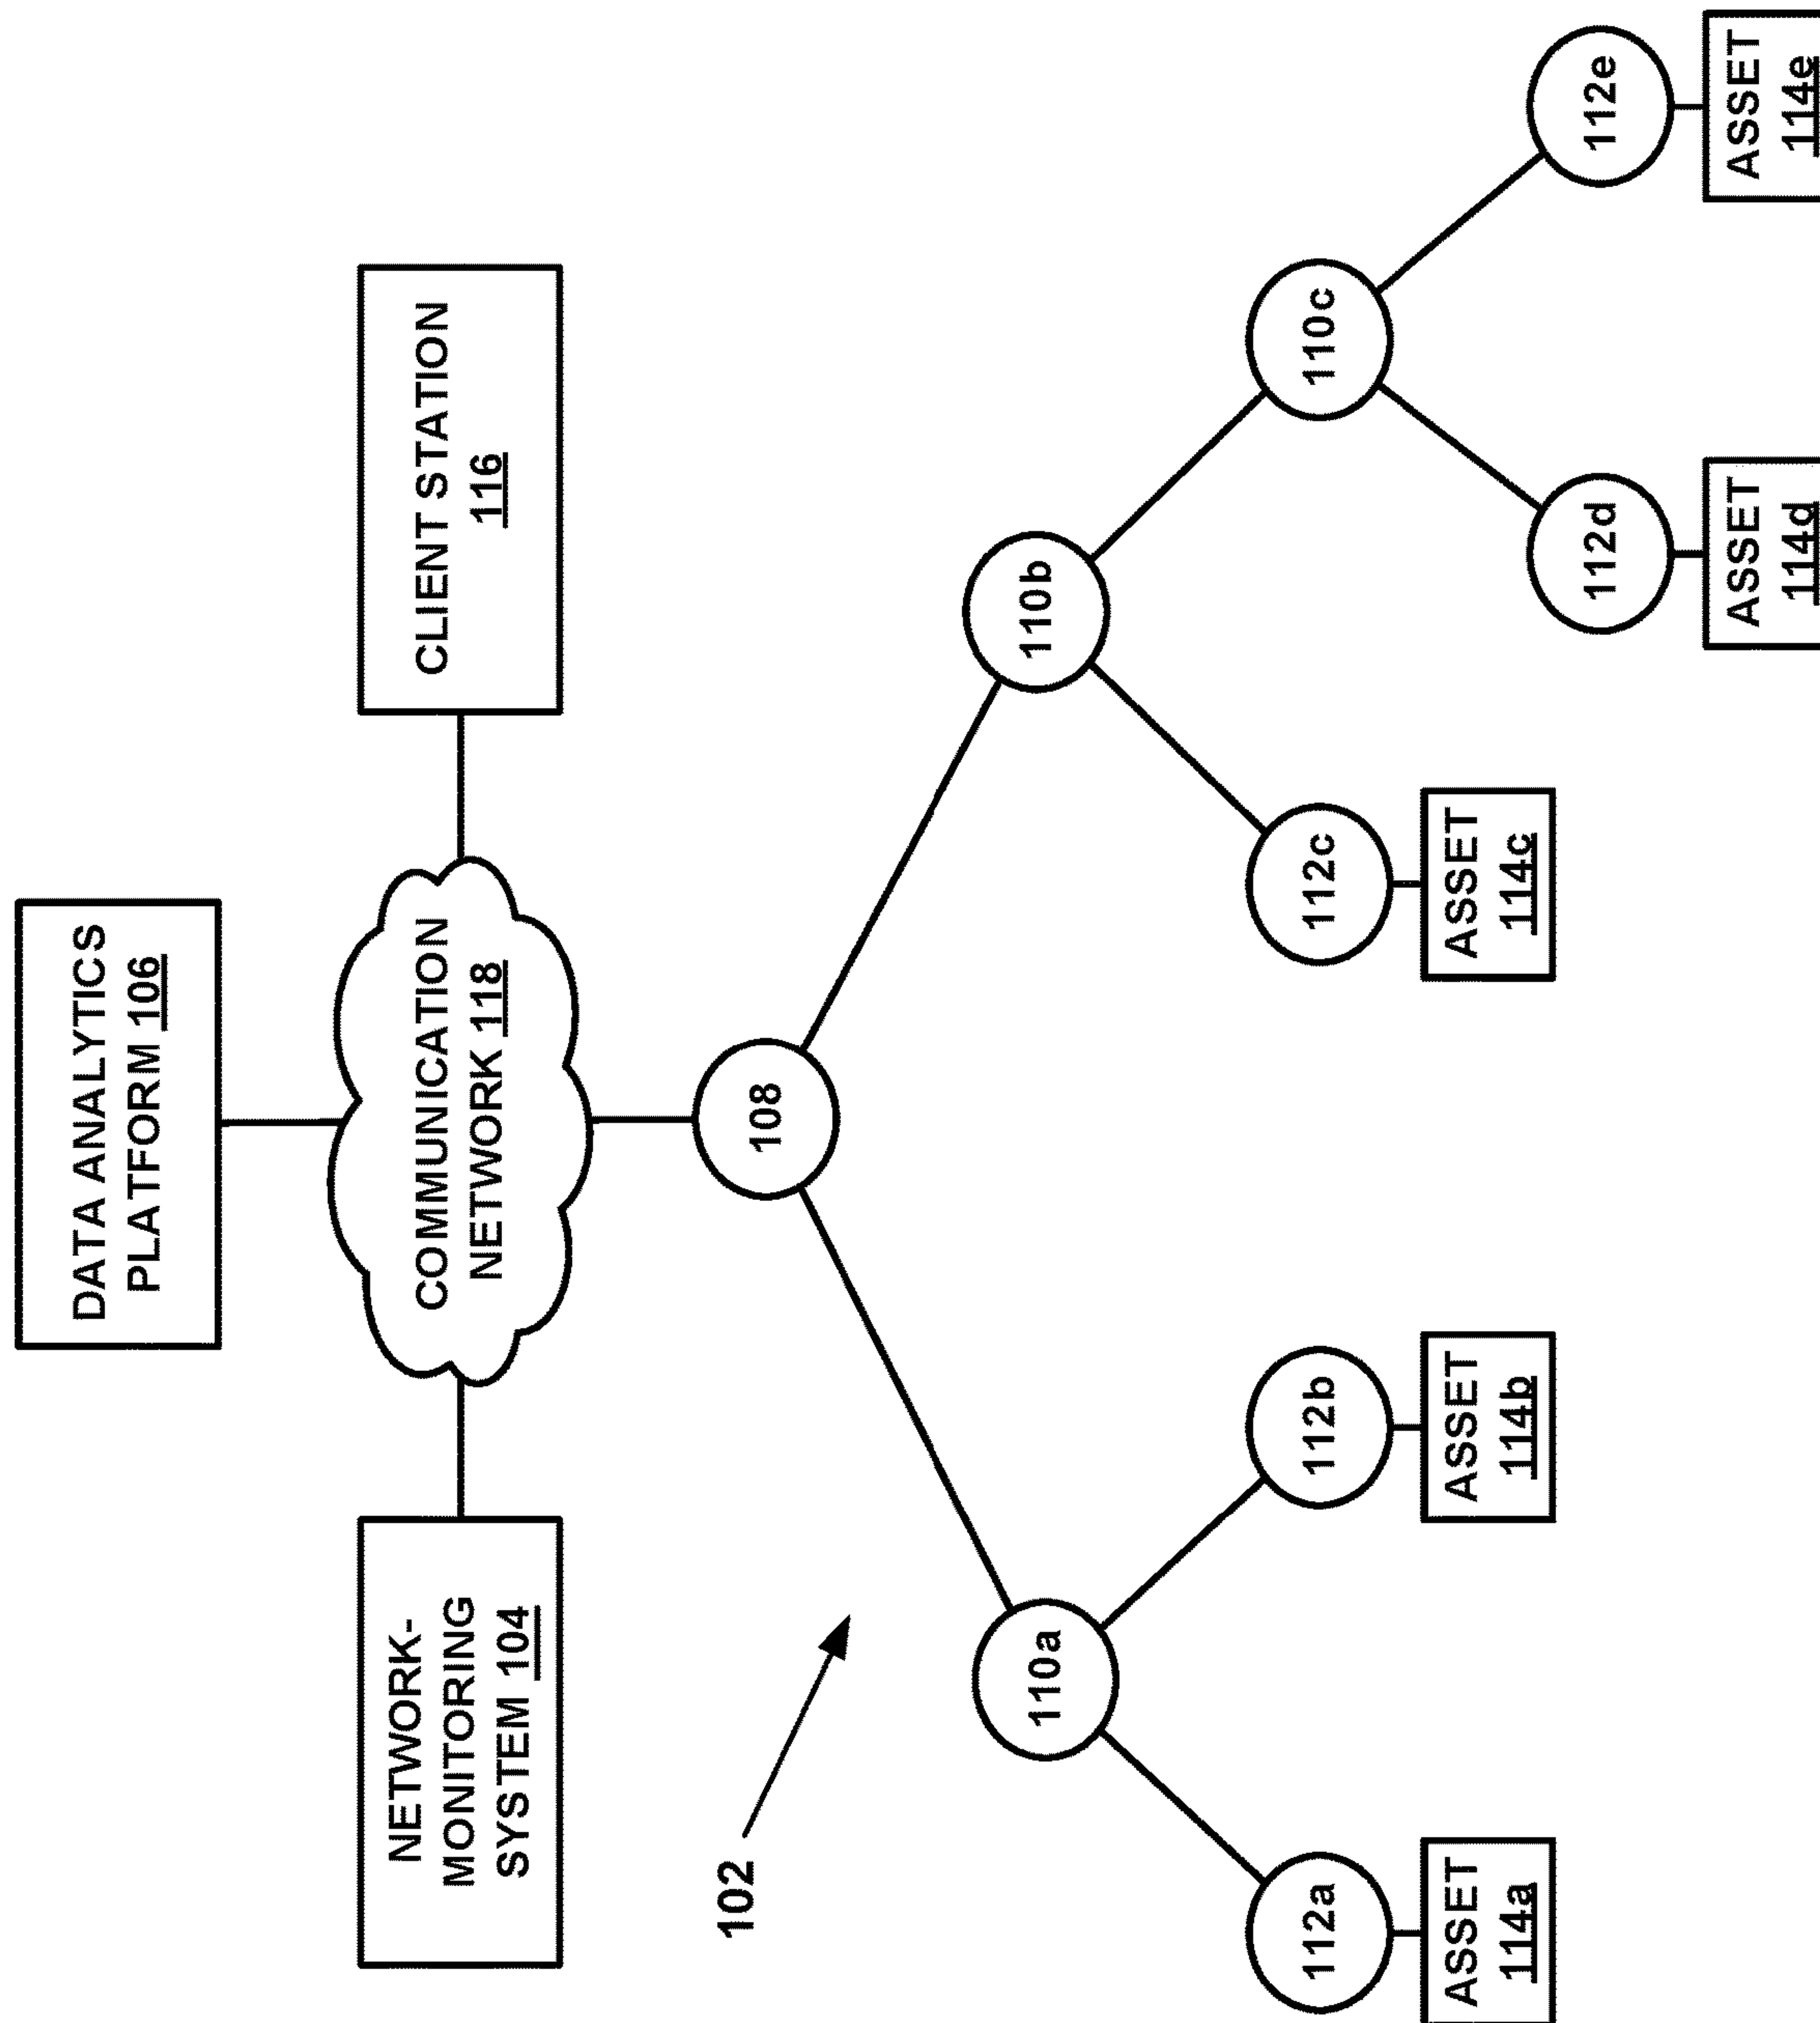 DATA ANALYTICS
PLATFORM 106
NETWORK-
MONITORING
SYSTEM 104
COMMUNICATION
NETWORK 118
CLIENT STATION
116
108
102
110a
110b
112a
112b
112c
110c
ASSET
114a
ASSET
114b
ASSET
114c
112d
112e
ASSET
114d
ASSET
114e